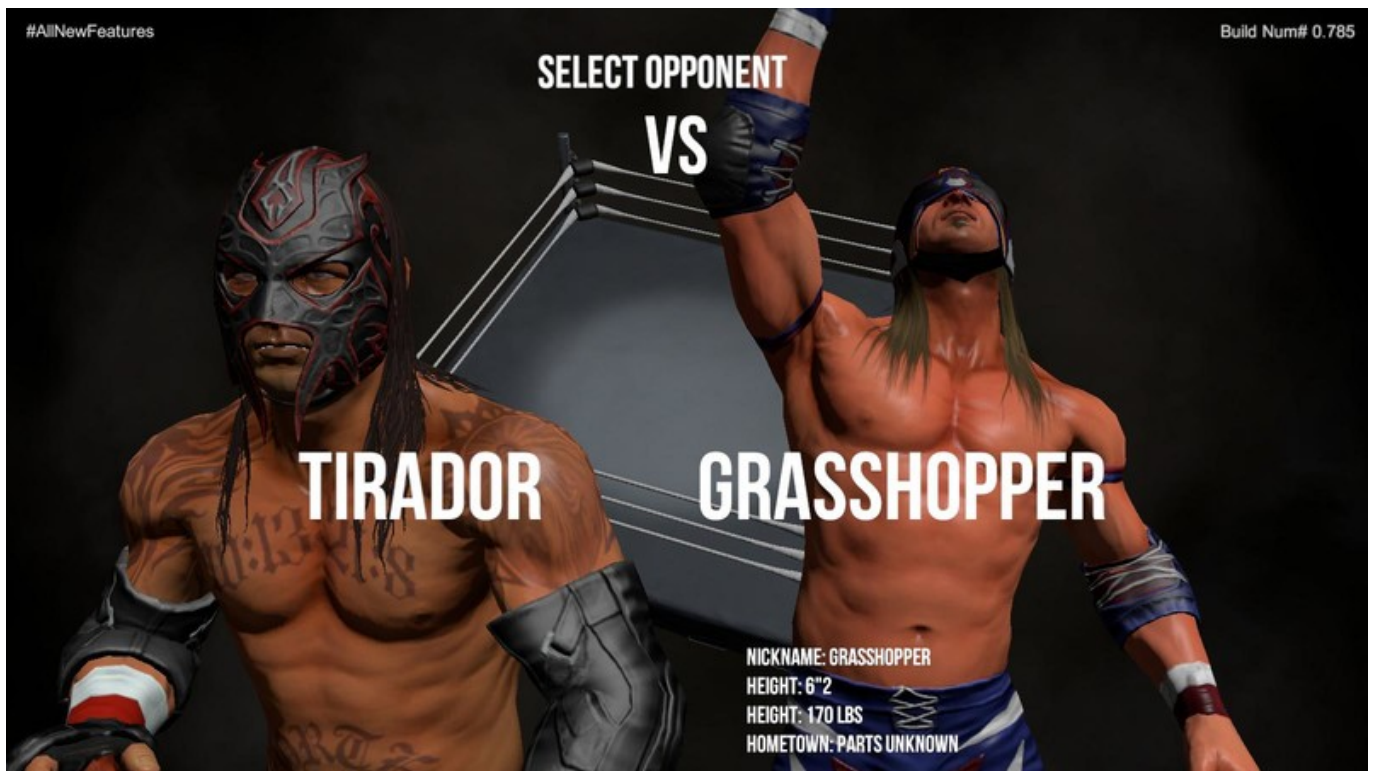 #AllNewFeatures
Build Num# 0.785
SELECT OPPONENT
VS
TIRADOR
GRASSHOPPER
NICKNAME: GRASSHOPPER
HEIGHT: 6"2
HEIGHT: 170 LBS
HOMETOWN: PARTS UNKNOWN